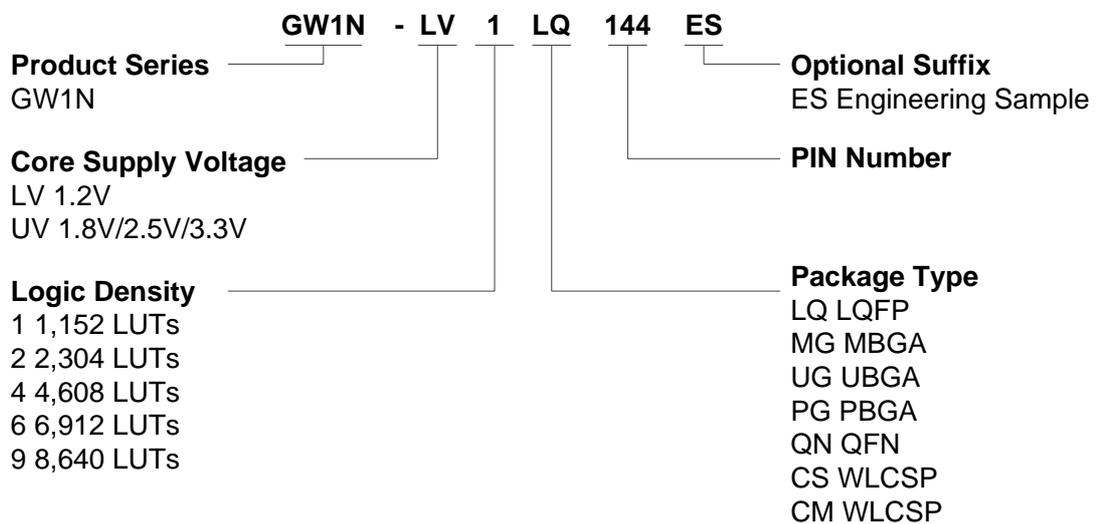 GW1N - LV 1 LQ 144 ES
Product Series
GW1N
Core Supply Voltage
LV 1.2V
UV 1.8V/2.5V/3.3V
Logic Density
1 1,152 LUTs
2 2,304 LUTs
4 4,608 LUTs
6 6,912 LUTs
9 8,640 LUTs
Optional Suffix
ES Engineering Sample
PIN Number
Package Type
LQ LQFP
MG MBGA
UG UBGA
PG PBGA
QN QFN
CS WLCSP
CM WLCSP